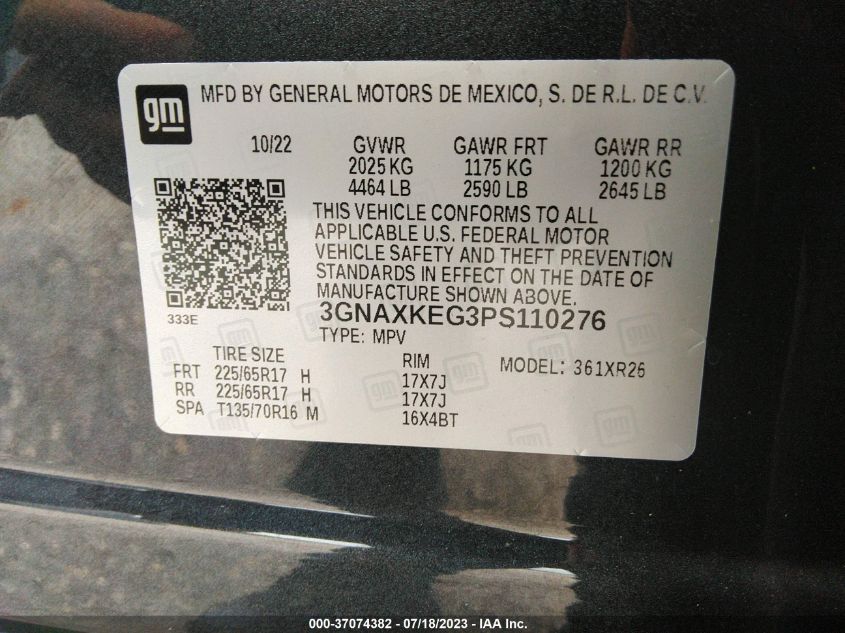 gm
MFD BY GENERAL MOTORS DE MEXICO, S. DE R.L. DE C.V.
10/22 GVWR GAWR FRT GAWR RR
2025 KG 1175 KG 1200 KG
4464 LB 2590 LB 2645 LB
THIS VEHICLE CONFORMS TO ALL
APPLICABLE U.S. FEDERAL MOTOR
VEHICLE SAFETY AND THEFT PREVENTION
STANDARDS IN EFFECT ON THE DATE OF
MANUFACTURE SHOWN ABOVE.
333E
3GNAXKEG3PS110276
TYPE: MPV
TIRE SIZE RIM MODEL: 361XR26
FRT 225/65R17 H 17X7J
RR 225/65R17 H 17X7J
SPA T135/70R16 M 16X4BT
000-37074382 - 07/18/2023 - IAA Inc.